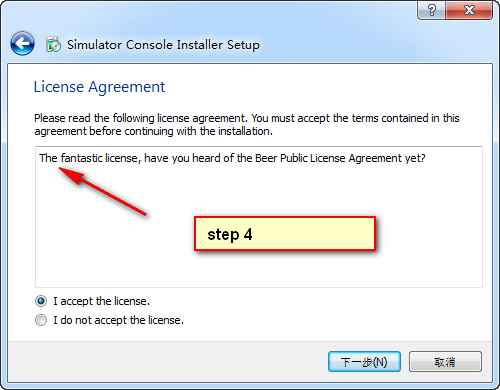 Simulator Console Installer Setup
License Agreement
Please read the following license agreement. You must accept the terms contained in this
agreement before continuing with the installation.
The fantastic license, have you heard of the Beer Public License Agreement yet?
step 4
I accept the license.
I do not accept the license.
下一步(N)
取消